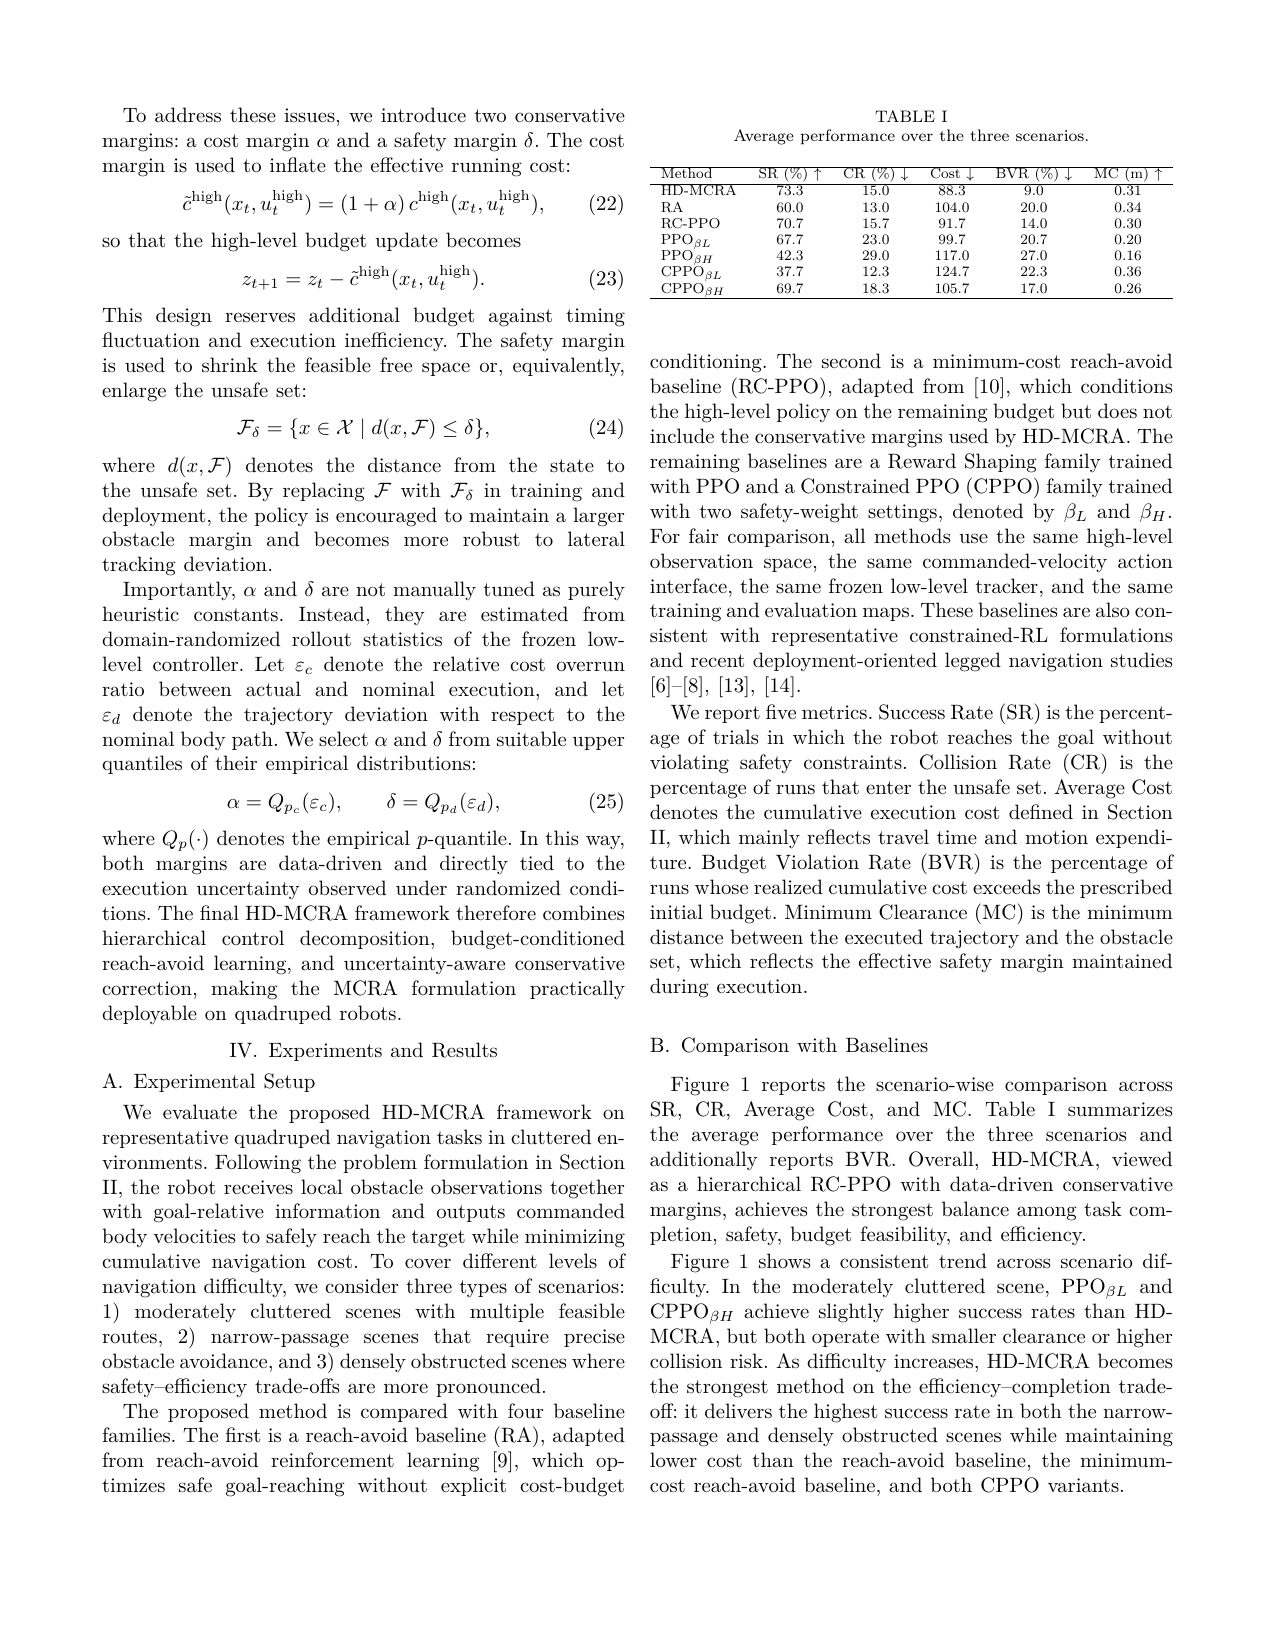 To address these issues, we introduce two conservative
margins: a cost margin α and a safety margin δ. The cost
margin is used to inflate the effective running cost:
c̃^high(x_t, u_t^high) = (1 + α) c^high(x_t, u_t^high), (22)
so that the high-level budget update becomes
z_{t+1} = z_t − c̃^high(x_t, u_t^high). (23)
This design reserves additional budget against timing
fluctuation and execution inefficiency. The safety margin
is used to shrink the feasible free space or, equivalently,
enlarge the unsafe set:
ℱ_δ = {x ∈ 𝒳 | d(x, ℱ) ≤ δ}, (24)
where d(x, ℱ) denotes the distance from the state to
the unsafe set. By replacing ℱ with ℱ_δ in training and
deployment, the policy is encouraged to maintain a larger
obstacle margin and becomes more robust to lateral
tracking deviation.
Importantly, α and δ are not manually tuned as purely
heuristic constants. Instead, they are estimated from
domain-randomized rollout statistics of the frozen low-
level controller. Let ε_c denote the relative cost overrun
ratio between actual and nominal execution, and let
ε_d denote the trajectory deviation with respect to the
nominal body path. We select α and δ from suitable upper
quantiles of their empirical distributions:
α = Q_{p_c}(ε_c), δ = Q_{p_d}(ε_d), (25)
where Q_p(·) denotes the empirical p-quantile. In this way,
both margins are data-driven and directly tied to the
execution uncertainty observed under randomized condi-
tions. The final HD-MCRA framework therefore combines
hierarchical control decomposition, budget-conditioned
reach-avoid learning, and uncertainty-aware conservative
correction, making the MCRA formulation practically
deployable on quadruped robots.
IV. Experiments and Results
A. Experimental Setup
We evaluate the proposed HD-MCRA framework on
representative quadruped navigation tasks in cluttered en-
vironments. Following the problem formulation in Section
II, the robot receives local obstacle observations together
with goal-relative information and outputs commanded
body velocities to safely reach the target while minimizing
cumulative navigation cost. To cover different levels of
navigation difficulty, we consider three types of scenarios:
1) moderately cluttered scenes with multiple feasible
routes, 2) narrow-passage scenes that require precise
obstacle avoidance, and 3) densely obstructed scenes where
safety–efficiency trade-offs are more pronounced.
The proposed method is compared with four baseline
families. The first is a reach-avoid baseline (RA), adapted
from reach-avoid reinforcement learning [9], which op-
timizes safe goal-reaching without explicit cost-budget
TABLE I
Average performance over the three scenarios.
Method SR (%) ↑ CR (%) ↓ Cost ↓ BVR (%) ↓ MC (m) ↑
HD-MCRA 73.3 15.0 88.3 9.0 0.31
RA 60.0 13.0 104.0 20.0 0.34
RC-PPO 70.7 15.7 91.7 14.0 0.30
PPO_βL 67.7 23.0 99.7 20.7 0.20
PPO_βH 42.3 29.0 117.0 27.0 0.16
CPPO_βL 37.7 12.3 124.7 22.3 0.36
CPPO_βH 69.7 18.3 105.7 17.0 0.26
conditioning. The second is a minimum-cost reach-avoid
baseline (RC-PPO), adapted from [10], which conditions
the high-level policy on the remaining budget but does not
include the conservative margins used by HD-MCRA. The
remaining baselines are a Reward Shaping family trained
with PPO and a Constrained PPO (CPPO) family trained
with two safety-weight settings, denoted by β_L and β_H.
For fair comparison, all methods use the same high-level
observation space, the same commanded-velocity action
interface, the same frozen low-level tracker, and the same
training and evaluation maps. These baselines are also con-
sistent with representative constrained-RL formulations
and recent deployment-oriented legged navigation studies
[6]–[8], [13], [14].
We report five metrics. Success Rate (SR) is the percent-
age of trials in which the robot reaches the goal without
violating safety constraints. Collision Rate (CR) is the
percentage of runs that enter the unsafe set. Average Cost
denotes the cumulative execution cost defined in Section
II, which mainly reflects travel time and motion expendi-
ture. Budget Violation Rate (BVR) is the percentage of
runs whose realized cumulative cost exceeds the prescribed
initial budget. Minimum Clearance (MC) is the minimum
distance between the executed trajectory and the obstacle
set, which reflects the effective safety margin maintained
during execution.
B. Comparison with Baselines
Figure 1 reports the scenario-wise comparison across
SR, CR, Average Cost, and MC. Table I summarizes
the average performance over the three scenarios and
additionally reports BVR. Overall, HD-MCRA, viewed
as a hierarchical RC-PPO with data-driven conservative
margins, achieves the strongest balance among task com-
pletion, safety, budget feasibility, and efficiency.
Figure 1 shows a consistent trend across scenario dif-
ficulty. In the moderately cluttered scene, PPO_βL and
CPPO_βH achieve slightly higher success rates than HD-
MCRA, but both operate with smaller clearance or higher
collision risk. As difficulty increases, HD-MCRA becomes
the strongest method on the efficiency–completion trade-
off: it delivers the highest success rate in both the narrow-
passage and densely obstructed scenes while maintaining
lower cost than the reach-avoid baseline, the minimum-
cost reach-avoid baseline, and both CPPO variants.